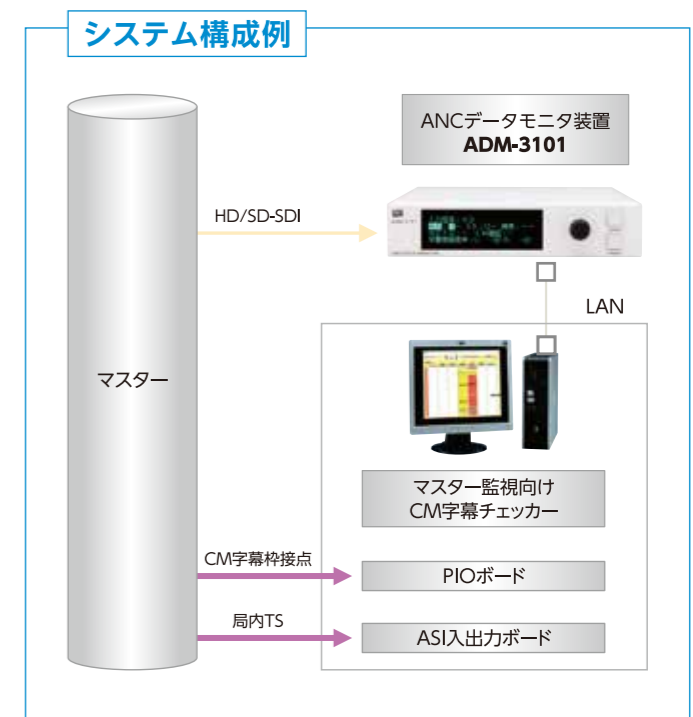 システム構成例
ANCデータモニタ装置
ADM-3101
HD/SD-SDI
LAN
マスター
マスター監視向け
CM字幕チェッカー
CM字幕枠接点
PIOボード
局内TS
ASI入出力ボード